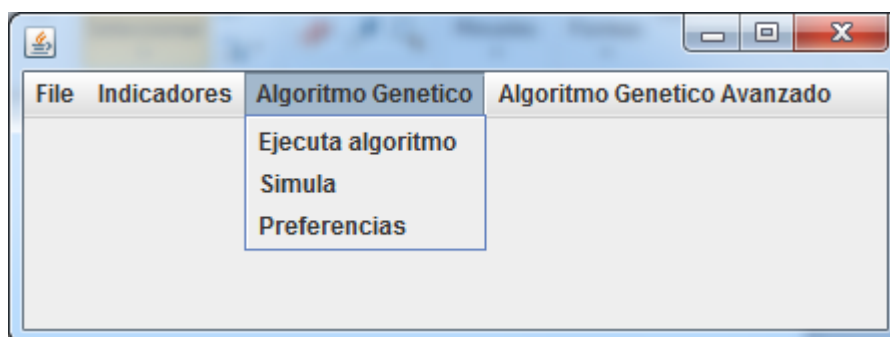 File Indicadores Algoritmo Genetico Algoritmo Genetico Avanzado
Ejecuta algoritmo
Simula
Preferencias